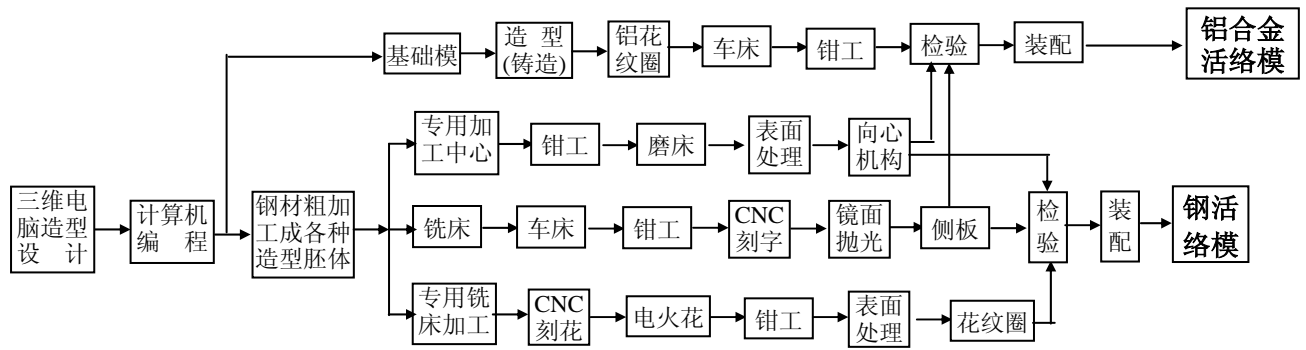 基础模
造 型
(铸造)
铝花
纹圈
车床
钳工
检验
装配
铝合金
活络模
专用加
工中心
钳工
磨床
表面
处理
向心
机构
三维电
脑造型
设 计
计算机
编 程
钢材粗加
工成各种
造型胚体
铣床
车床
钳工
CNC
刻字
镜面
抛光
侧板
检
验
装
配
钢活
络模
专用铣
床加工
CNC
刻花
电火花
钳工
表面
处理
花纹圈